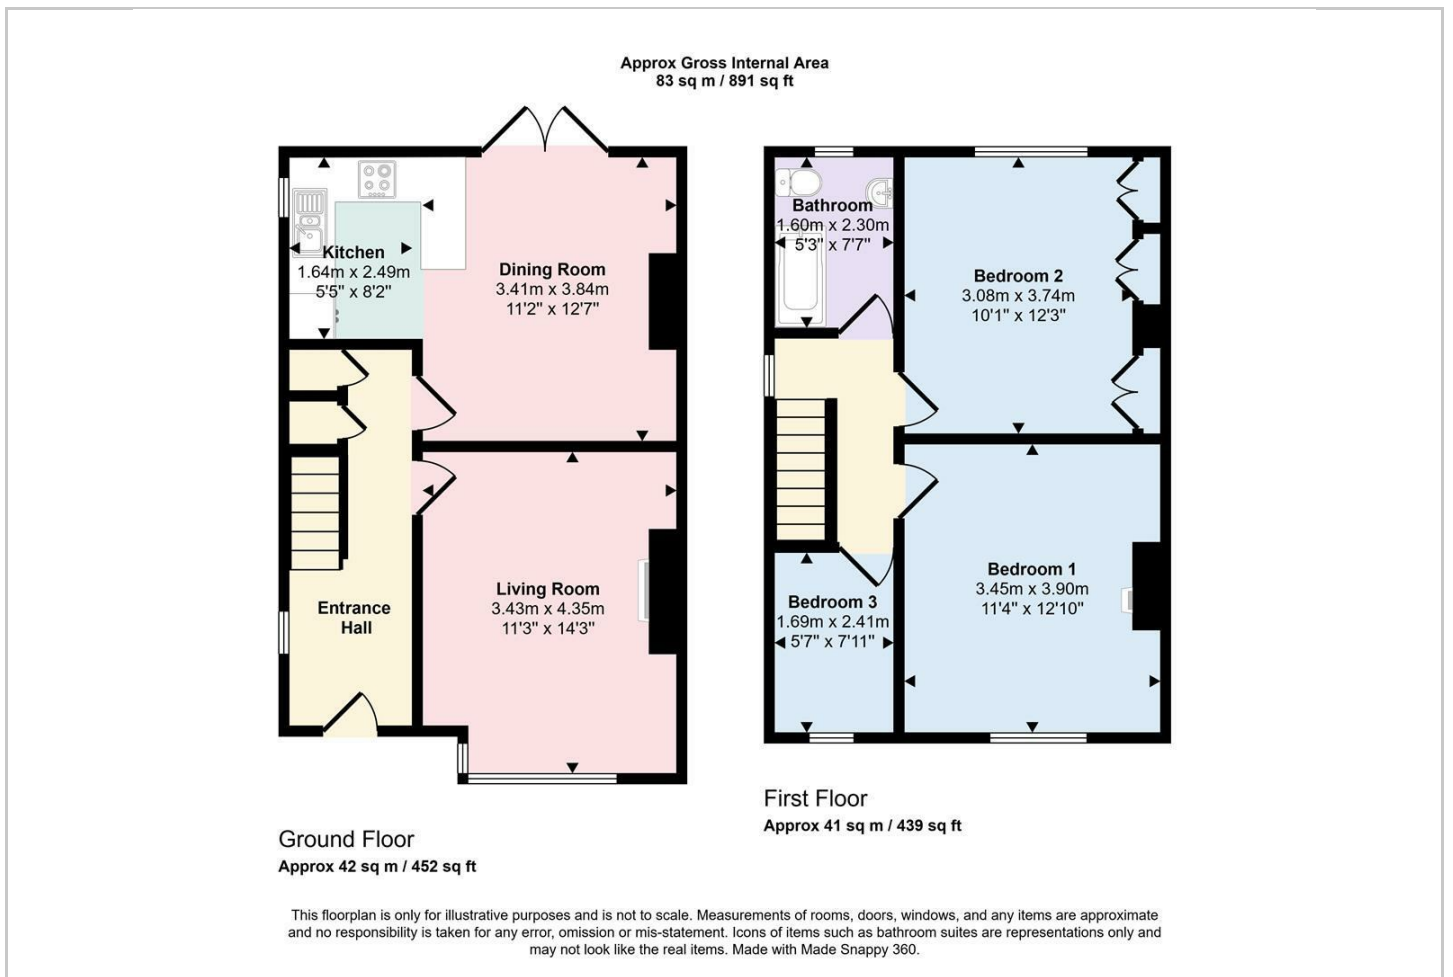 Approx Gross Internal Area
83 sq m / 891 sq ft
Kitchen
1.64m x 2.49m
5'5" x 8'2"
Dining Room
3.41m x 3.84m
11'2" x 12'7"
Living Room
3.43m x 4.35m
11'3" x 14'3"
Entrance
Hall
Ground Floor
Approx 42 sq m / 452 sq ft
Bathroom
1.60m x 2.30m
5'3" x 7'7"
Bedroom 2
3.08m x 3.74m
10'1" x 12'3"
Bedroom 1
3.45m x 3.90m
11'4" x 12'10"
Bedroom 3
1.69m x 2.41m
5'7" x 7'11"
First Floor
Approx 41 sq m / 439 sq ft
This floorplan is only for illustrative purposes and is not to scale. Measurements of rooms, doors, windows, and any items are approximate
and no responsibility is taken for any error, omission or mis-statement. Icons of items such as bathroom suites are representations only and
may not look like the real items. Made with Made Snappy 360.